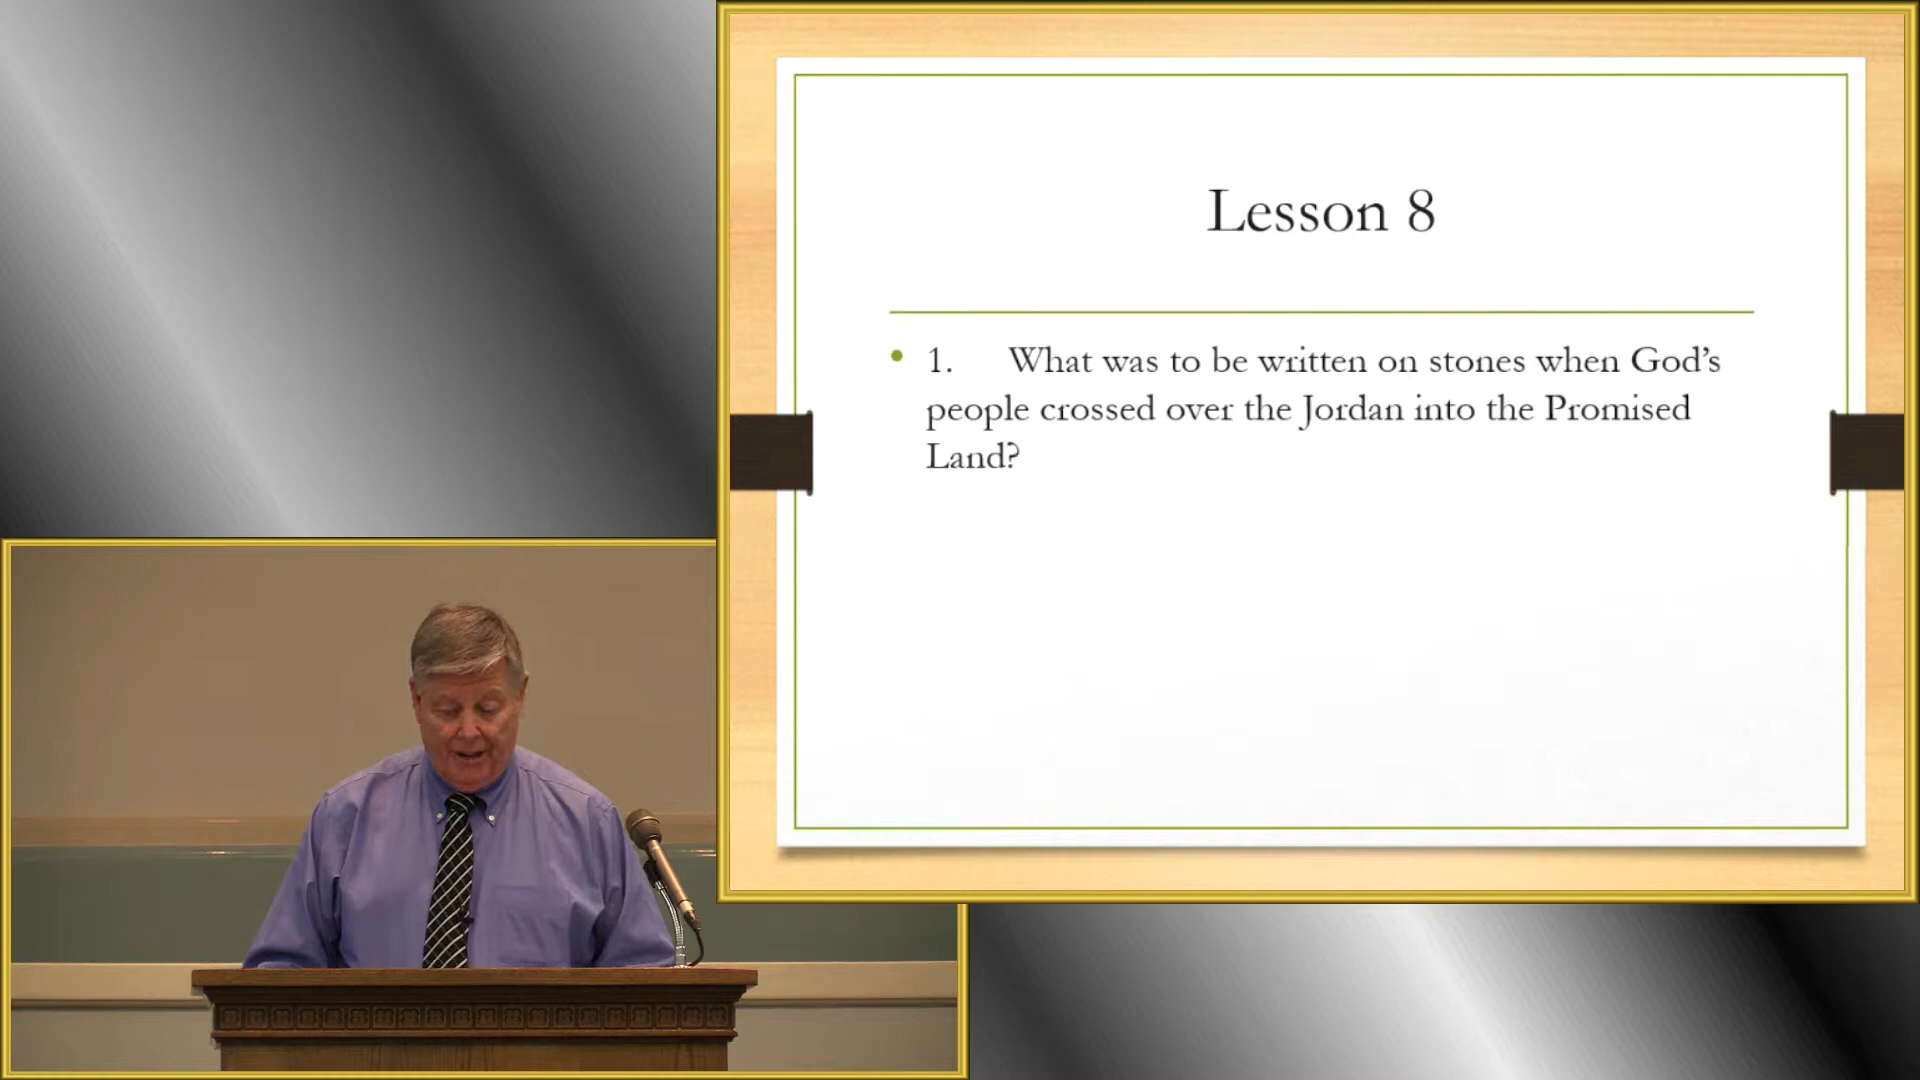 Lesson 8
• 1. What was to be written on stones when God’s
people crossed over the Jordan into the Promised
Land?